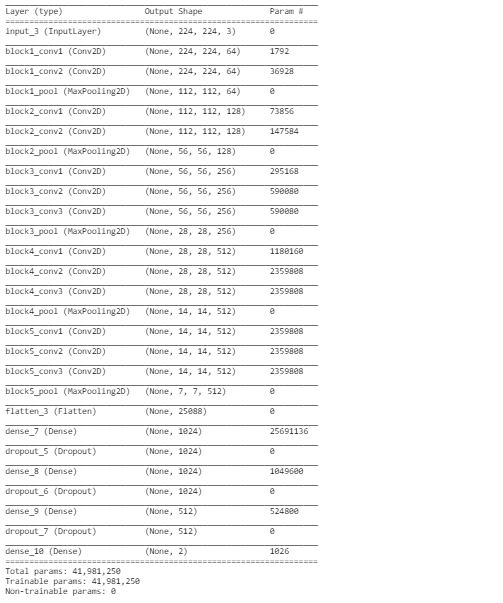 Layer (type) Output Shape Param #
input_3 (InputLayer) (None, 224, 224, 3) 0
block1_conv1 (Conv2D) (None, 224, 224, 64) 1792
block1_conv2 (Conv2D) (None, 224, 224, 64) 36928
block1_pool (MaxPooling2D) (None, 112, 112, 64) 0
block2_conv1 (Conv2D) (None, 112, 112, 128) 73856
block2_conv2 (Conv2D) (None, 112, 112, 128) 147584
block2_pool (MaxPooling2D) (None, 56, 56, 128) 0
block3_conv1 (Conv2D) (None, 56, 56, 256) 295168
block3_conv2 (Conv2D) (None, 56, 56, 256) 590080
block3_conv3 (Conv2D) (None, 56, 56, 256) 590080
block3_pool (MaxPooling2D) (None, 28, 28, 256) 0
block4_conv1 (Conv2D) (None, 28, 28, 512) 1180160
block4_conv2 (Conv2D) (None, 28, 28, 512) 2359808
block4_conv3 (Conv2D) (None, 28, 28, 512) 2359808
block4_pool (MaxPooling2D) (None, 14, 14, 512) 0
block5_conv1 (Conv2D) (None, 14, 14, 512) 2359808
block5_conv2 (Conv2D) (None, 14, 14, 512) 2359808
block5_conv3 (Conv2D) (None, 14, 14, 512) 2359808
block5_pool (MaxPooling2D) (None, 7, 7, 512) 0
flatten_3 (Flatten) (None, 25088) 0
dense_7 (Dense) (None, 1024) 25691136
dropout_5 (Dropout) (None, 1024) 0
dense_8 (Dense) (None, 1024) 1049600
dropout_6 (Dropout) (None, 1024) 0
dense_9 (Dense) (None, 512) 524800
dropout_7 (Dropout) (None, 512) 0
dense_10 (Dense) (None, 2) 1026
Total params: 41,981,250
Trainable params: 41,981,250
Non-trainable params: 0